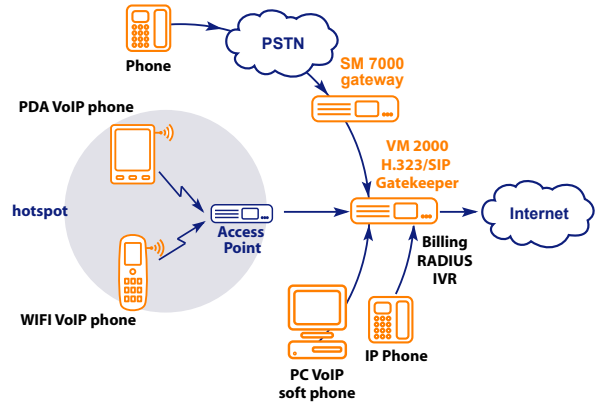 PSTN
Phone
SM 7000
gateway
PDA VoIP phone
VM 2000
H.323/SIP
Gatekeeper
hotspot
Access
Point
Internet
Billing
RADIUS
IVR
WIFI VoIP phone
IP Phone
PC VoIP
soft phone